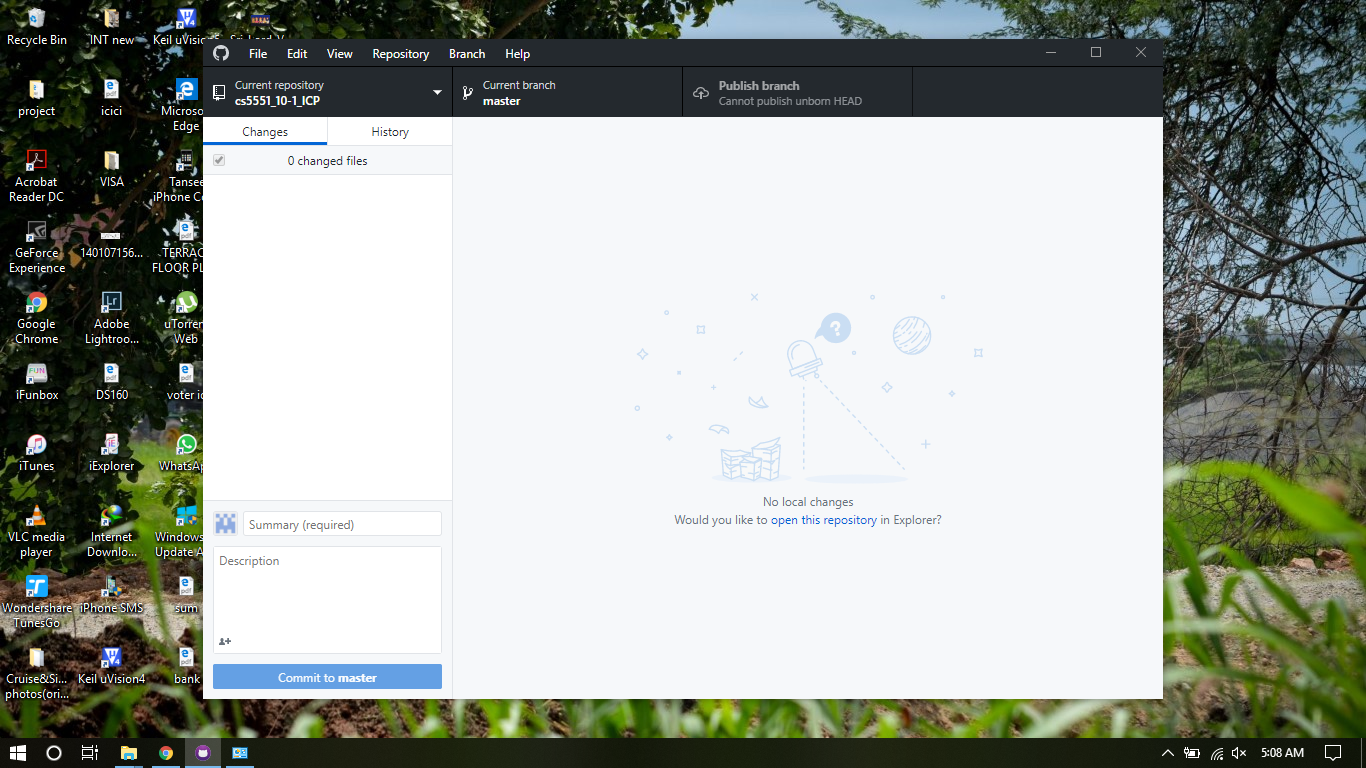 Recycle Bin
INT new
Keil uVision5
File
Edit
View
Repository
Branch
Help
Current repository
cs5551_10-1_ICP
Current branch
master
Publish branch
Cannot publish unborn HEAD
Changes
History
0 changed files
project
icici
Microso
Edge
Acrobat
Reader DC
VISA
Tansee
iPhone Co
GeForce
Experience
140107156...
TERRAC
FLOOR PL
Google
Chrome
Adobe
Lightroo...
uTorren
Web
FUN
iFunbox
DS160
voter ic
iTunes
iExplorer
WhatsAp
VLC media
player
Internet
Downlo...
Windows
Update A
Wondershare
TunesGo
iPhone SMS
sum
Cruise&Si...
photos(ori...
Keil uVision4
bank
No local changes
Would you like to open this repository in Explorer?
Summary (required)
Description
Commit to master
5:08 AM